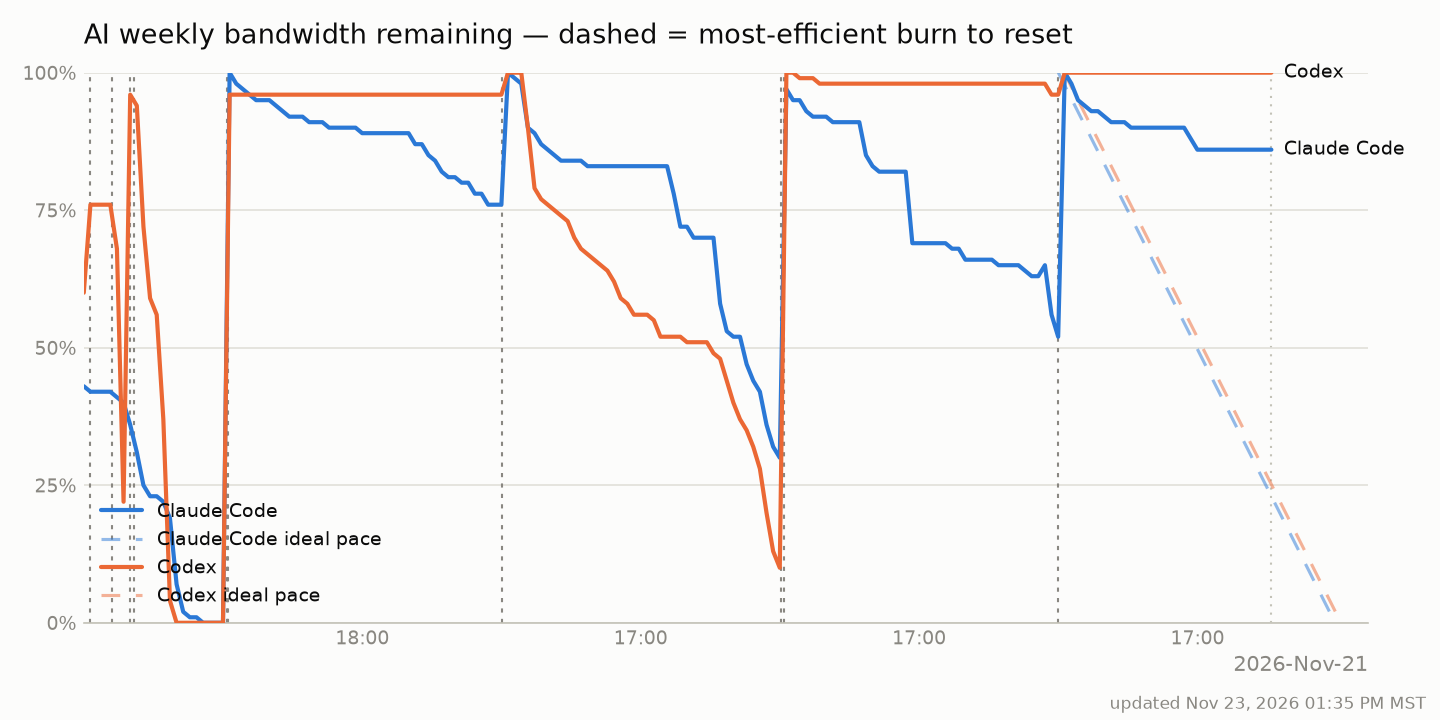 AI weekly bandwidth remaining — dashed = most-efficient burn to reset
100%
75%
50%
25%
0%
Codex
Claude Code
Claude Code
Claude Code ideal pace
Codex
Codex ideal pace
18:00 17:00 17:00 17:00
2026-Nov-21
updated Nov 23, 2026 01:35 PM MST